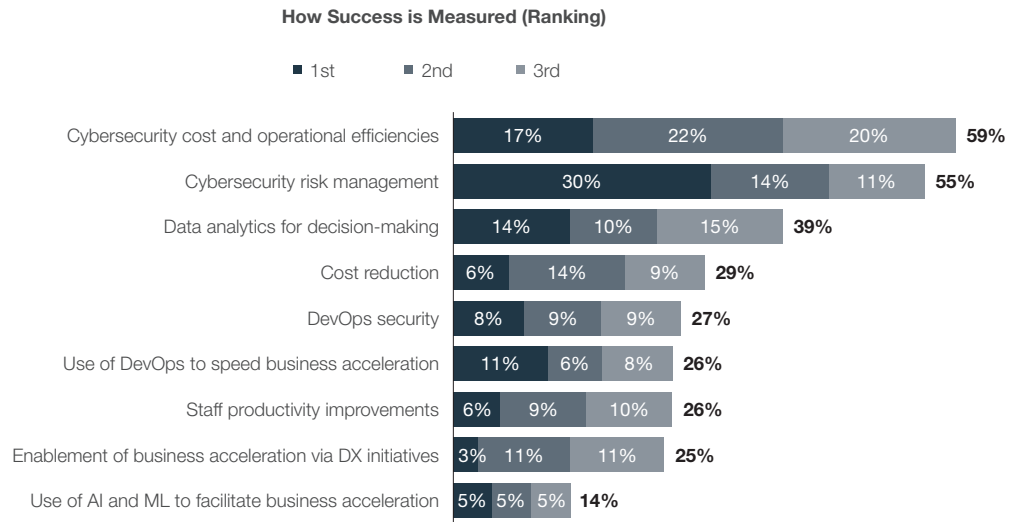 How Success is Measured (Ranking)
1st 2nd 3rd
Cybersecurity cost and operational efficiencies 17% 22% 20% 59%
Cybersecurity risk management 30% 14% 11% 55%
Data analytics for decision-making 14% 10% 15% 39%
Cost reduction 6% 14% 9% 29%
DevOps security 8% 9% 9% 27%
Use of DevOps to speed business acceleration 11% 6% 8% 26%
Staff productivity improvements 6% 9% 10% 26%
Enablement of business acceleration via DX initiatives 3% 11% 11% 25%
Use of AI and ML to facilitate business acceleration 5% 5% 5% 14%